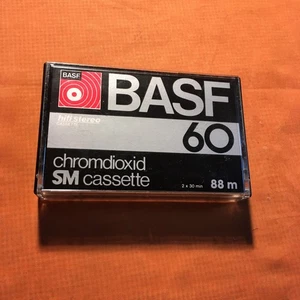 BASF
BASF
hifi stereo
60
chromdioxid
SM cassette
2 x 30 min
88 m